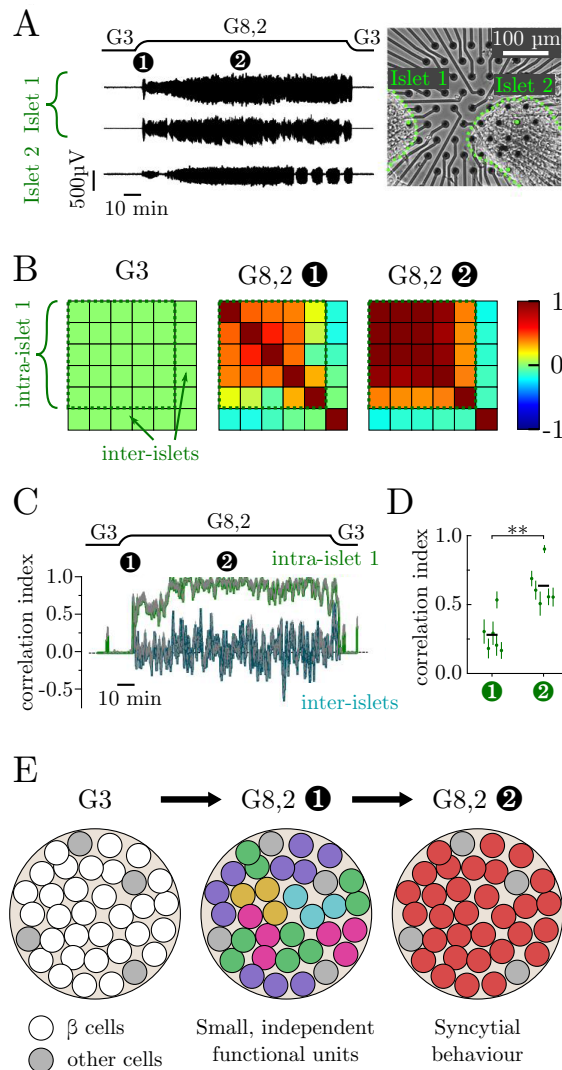 A
G3
G8,2
G3
❶
❷
Islet 1
Islet 2
500µV
10 min
100 µm
Islet 1
Islet 2
B
G3
G8,2 ❶
G8,2 ❷
intra-islet 1
inter-islets
1
0
-1
C
G3
G8,2
G3
❶
❷
intra-islet 1
correlation index
1.0
0.5
0.0
-0.5
10 min
inter-islets
D
correlation index
1.0
0.5
0.0
**
❶
❷
E
G3
G8,2 ❶
G8,2 ❷
β cells
other cells
Small, independent
functional units
Syncytial
behaviour